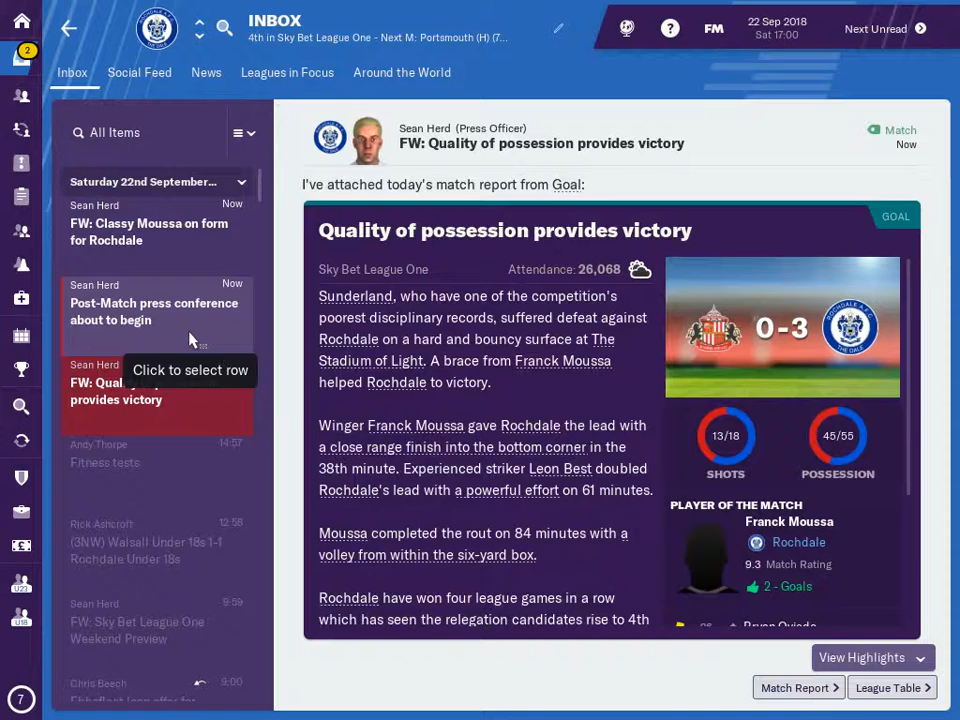 INBOX
4th in Sky Bet League One - Next M: Portsmouth (H) (7...
22 Sep 2018
Sat 17:00
Next Unread
FM
?
2
Inbox
Social Feed
News
Leagues in Focus
Around the World
All Items
Saturday 22nd September...
Sean Herd
Now
FW: Classy Moussa on form
for Rochdale
Sean Herd
Now
Post-Match press conference
about to begin
Click to select row
Sean Herd
FW: Qual
provides victory
Andy Thorpe
14:57
Fitness tests
Rick Ashcroft
12:58
(3NW) Walsall Under 18s 1-1
Rochdale Under 18s
Sean Herd
9:59
FW: Sky Bet League One
Weekend Preview
Chris Beech
9:00
U23
U18
7
Sean Herd (Press Officer)
FW: Quality of possession provides victory
Match
Now
I've attached today's match report from Goal:
GOAL
Quality of possession provides victory
Sky Bet League One
Attendance: 26,068
Sunderland, who have one of the competition's
poorest disciplinary records, suffered defeat against
Rochdale on a hard and bouncy surface at The
Stadium of Light. A brace from Franck Moussa
helped Rochdale to victory.
Winger Franck Moussa gave Rochdale the lead with
a close range finish into the bottom corner in the
38th minute. Experienced striker Leon Best doubled
Rochdale's lead with a powerful effort on 61 minutes.
Moussa completed the rout on 84 minutes with a
volley from within the six-yard box.
Rochdale have won four league games in a row
which has seen the relegation candidates rise to 4th
0-3
13/18
SHOTS
45/55
POSSESSION
PLAYER OF THE MATCH
Franck Moussa
Rochdale
9.3 Match Rating
2 - Goals
Bryan Oviedo
View Highlights
Match Report
League Table